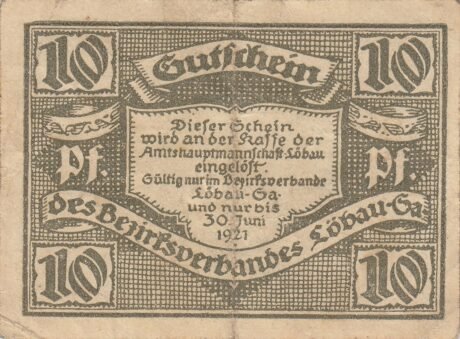 10 Gutschein 10
Dieser Schein
wird an der Kasse der
Amtshauptmannschaft Löbau
eingelöst.
Gültig nur im Bezirksverbande
Löbau-Sa.
und nur bis
30. Juni
1921
Pf. Pf.
des Bezirksverbandes Löbau-Sa.
10 10